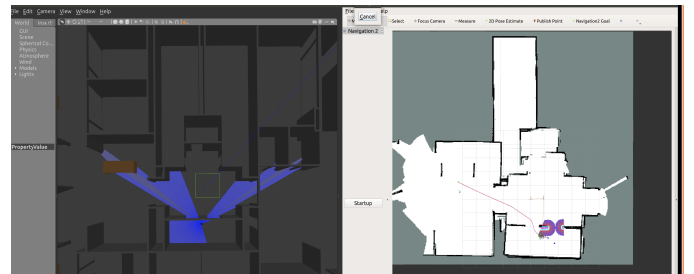 File Edit Camera View Window Help
World
GUI
Scene
Spherical Co...
Physics
Atmosphere
Wind
Models
Lights
Property Value
Cancel
Select Focus Camera Measure 2D Pose Estimate Publish Point Navigation2 Goal
Navigation 2
Startup